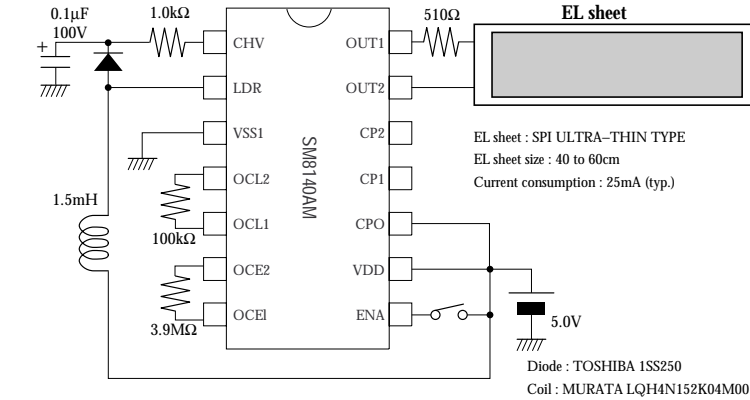 0.1μF
100V
+
1.0kΩ
510Ω
EL sheet
CHV
OUT1
LDR
OUT2
VSS1
CP2
OCL2
CP1
OCL1
CPO
OCE2
VDD
OCEl
ENA
SM8140AM
1.5mH
100kΩ
3.9MΩ
EL sheet : SPI ULTRA–THIN TYPE
EL sheet size : 40 to 60cm
Current consumption : 25mA (typ.)
5.0V
Diode : TOSHIBA 1SS250
Coil : MURATA LQH4N152K04M00